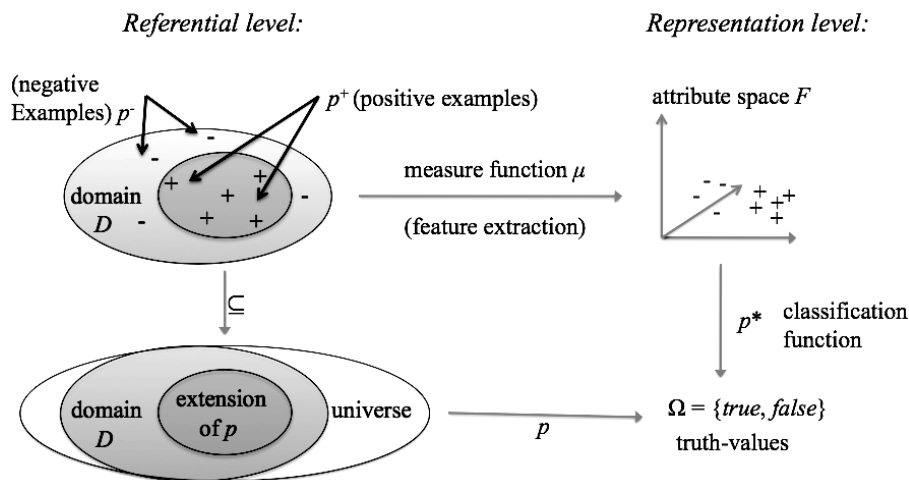 Referential level:
Representation level:
(negative
Examples) p-
p+ (positive examples)
attribute space F
domain
D
measure function μ
(feature extraction)
⊆
p* classification
function
domain
D
extension
of p
universe
p
Ω = {true, false}
truth-values